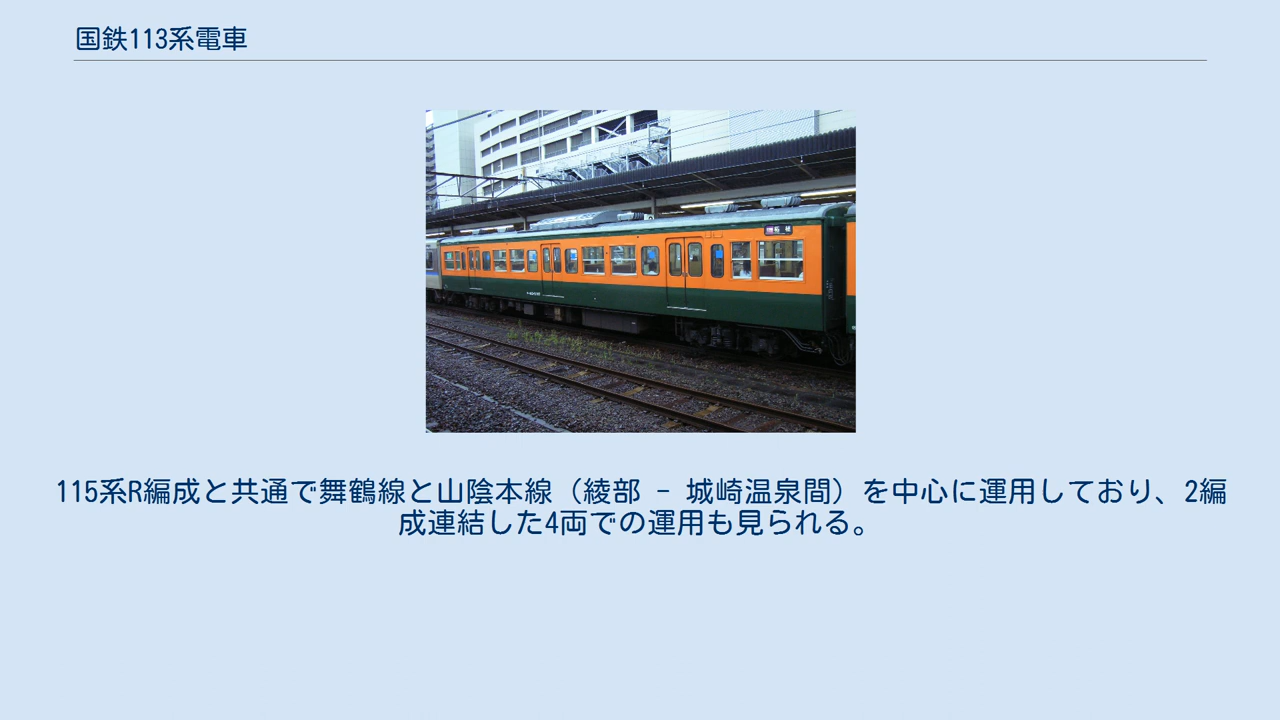 国鉄113系電車
115系R編成と共通で舞鶴線と山陰本線（綾部 - 城崎温泉間）を中心に運用しており、2編
成連結した4両での運用も見られる。